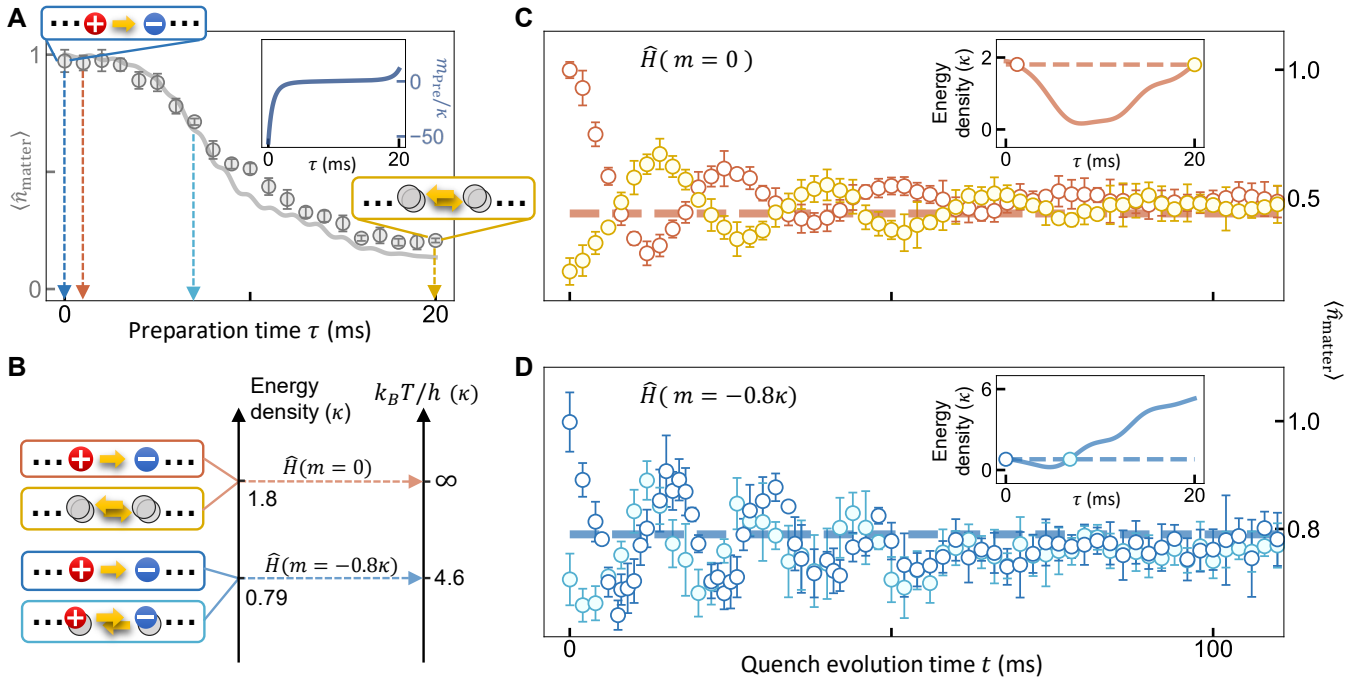 A
… + − …
1
⟨n̂matter⟩
0
mPre/κ
0
−50
0
20
τ (ms)
… …
0
20
Preparation time τ (ms)
B
Energy density (κ)
kBT/h (κ)
… + − …
Ĥ(m = 0)
∞
… …
1.8
… + − …
Ĥ(m = −0.8κ)
4.6
… + − …
0.79
C
Ĥ( m = 0 )
Energy density (κ)
2
0
0
20
τ (ms)
1.0
0.5
⟨n̂matter⟩
D
Ĥ( m = −0.8κ)
Energy density (κ)
6
0
0
20
τ (ms)
1.0
0.8
0
100
Quench evolution time t (ms)